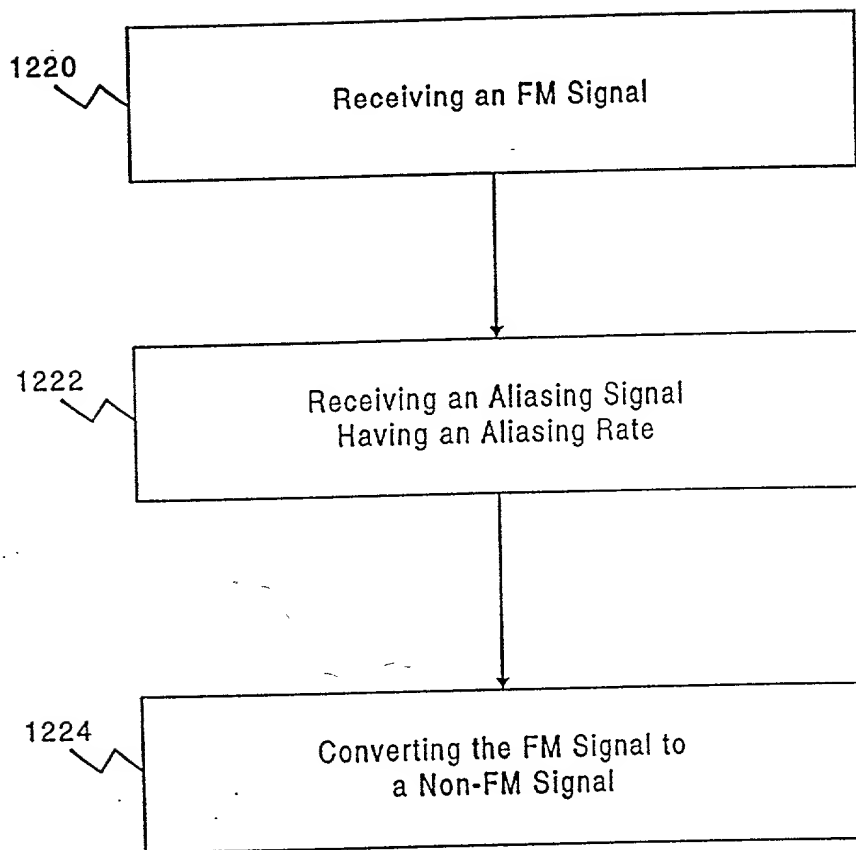 1220
Receiving an FM Signal
1222
Receiving an Aliasing Signal
Having an Aliasing Rate
1224
Converting the FM Signal to
a Non-FM Signal